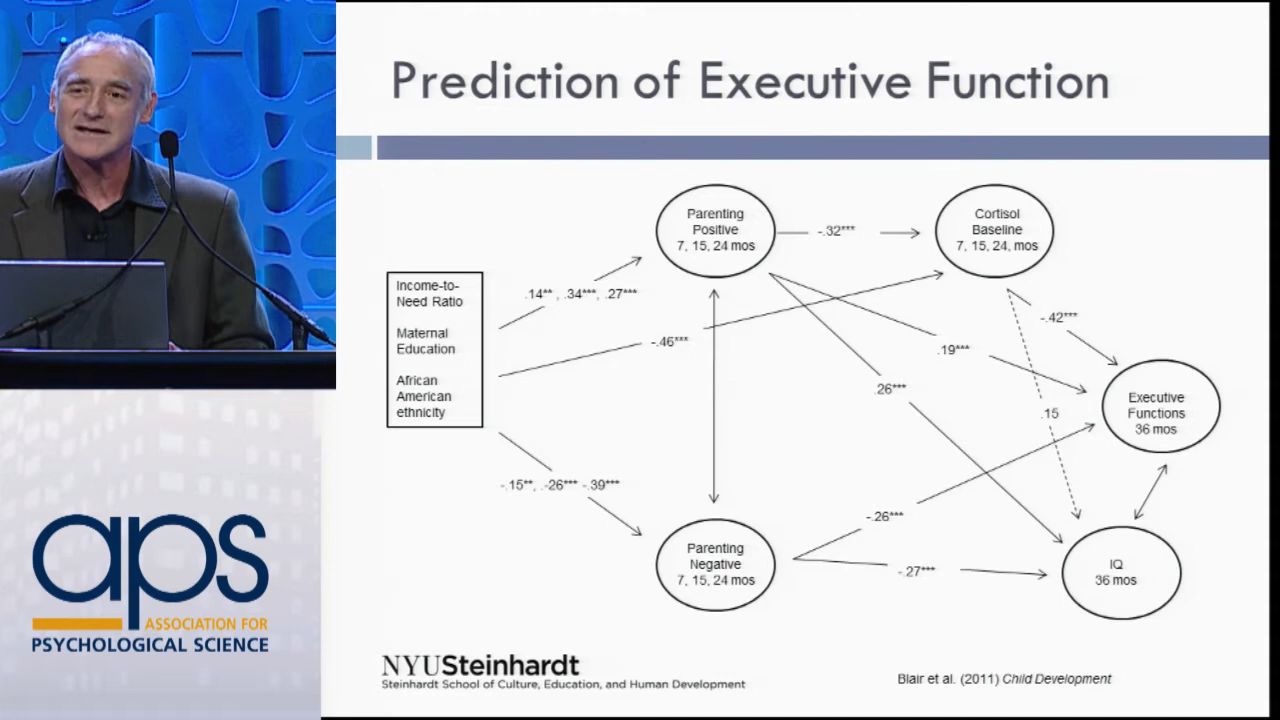 Prediction of Executive Function
Parenting
Positive
7, 15, 24 mos
-.32***
Cortisol
Baseline
7, 15, 24, mos
Income-to-
Need Ratio
Maternal
Education
African
American
ethnicity
.14** , .34***, .27***
-.46***
-.42***
.19***
.26***
.15
Executive
Functions
36 mos
-.15**, .-26*** -.39***
-.26***
-.27***
Parenting
Negative
7, 15, 24 mos
IQ
36 mos
aps
ASSOCIATION FOR
PSYCHOLOGICAL SCIENCE
NYUSteinhardt
Steinhardt School of Culture, Education, and Human Development
Blair et al. (2011) Child Development